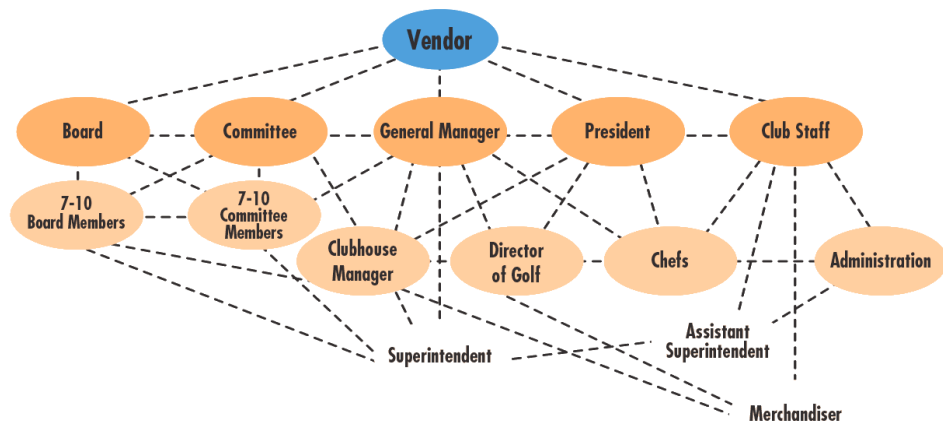 Vendor
Board
Committee
General Manager
President
Club Staff
7-10
Board Members
7-10
Committee
Members
Clubhouse
Manager
Director
of Golf
Chefs
Administration
Superintendent
Assistant
Superintendent
Merchandiser